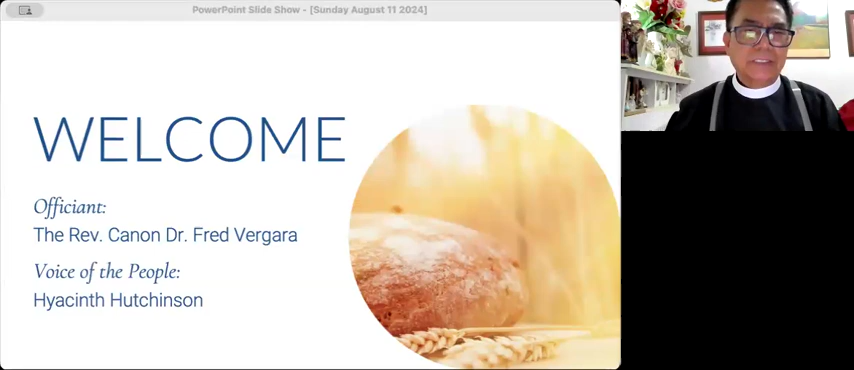 PowerPoint Slide Show - [Sunday August 11 2024]
WELCOME
Officiant:
The Rev. Canon Dr. Fred Vergara
Voice of the People:
Hyacinth Hutchinson